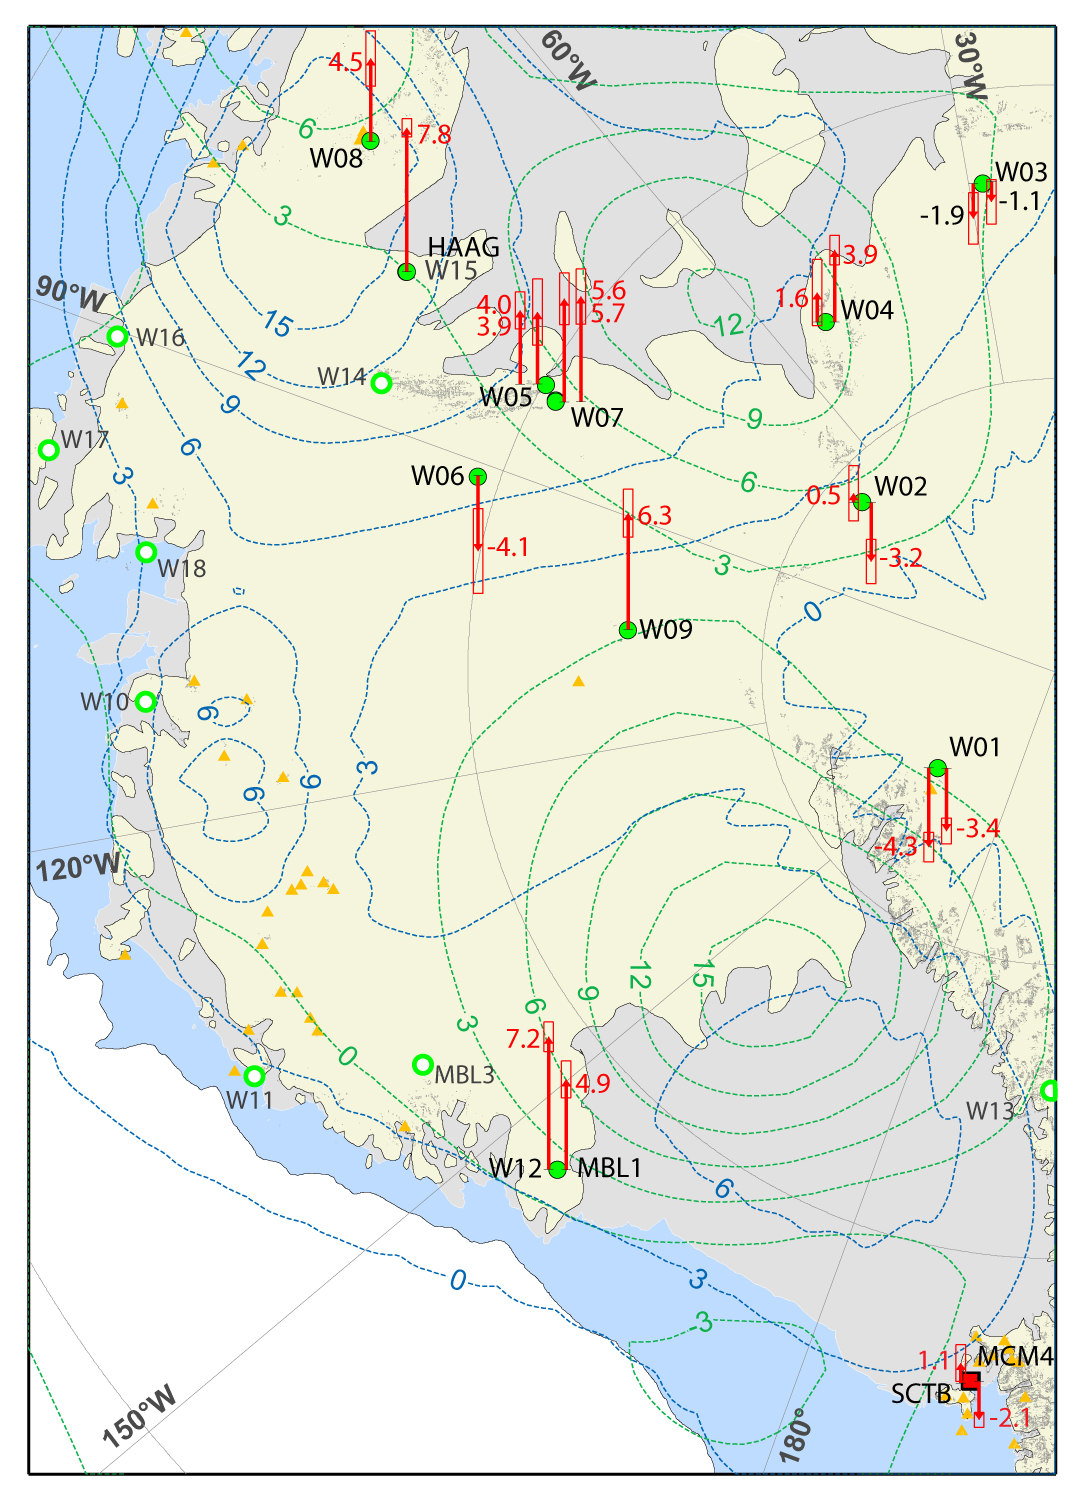 60°W
30°W
4.5
6
W08
7.8
W03
-1.9
-1.1
3
HAAG
W15
3.9
90°W
1.6
W04
15
4.0
5.6
3.9
5.7
12
W16
12
W14
W05
9
W07
9
W17
6
3
W06
6
W02
0.5
6.3
-4.1
-3.2
3
W18
0
W09
W10
6
W01
3
6
6
-3.4
-4.3
120°W
15
12
9
6
3
7.2
0
MBL3
4.9
W11
W13
W12
MBL1
6
0
3
-3
1.1
MCM4
SCTB
-2.1
150°W
180°